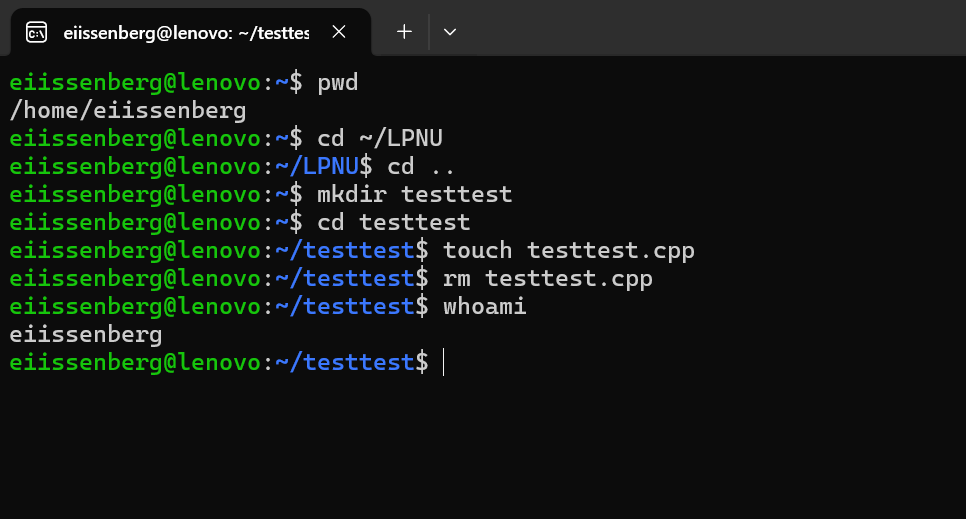 eiissenberg@lenovo: ~/testtes
eiissenberg@lenovo:~$ pwd
/home/eiissenberg
eiissenberg@lenovo:~$ cd ~/LPNU
eiissenberg@lenovo:~/LPNU$ cd ..
eiissenberg@lenovo:~$ mkdir testtest
eiissenberg@lenovo:~$ cd testtest
eiissenberg@lenovo:~/testtest$ touch testtest.cpp
eiissenberg@lenovo:~/testtest$ rm testtest.cpp
eiissenberg@lenovo:~/testtest$ whoami
eiissenberg
eiissenberg@lenovo:~/testtest$